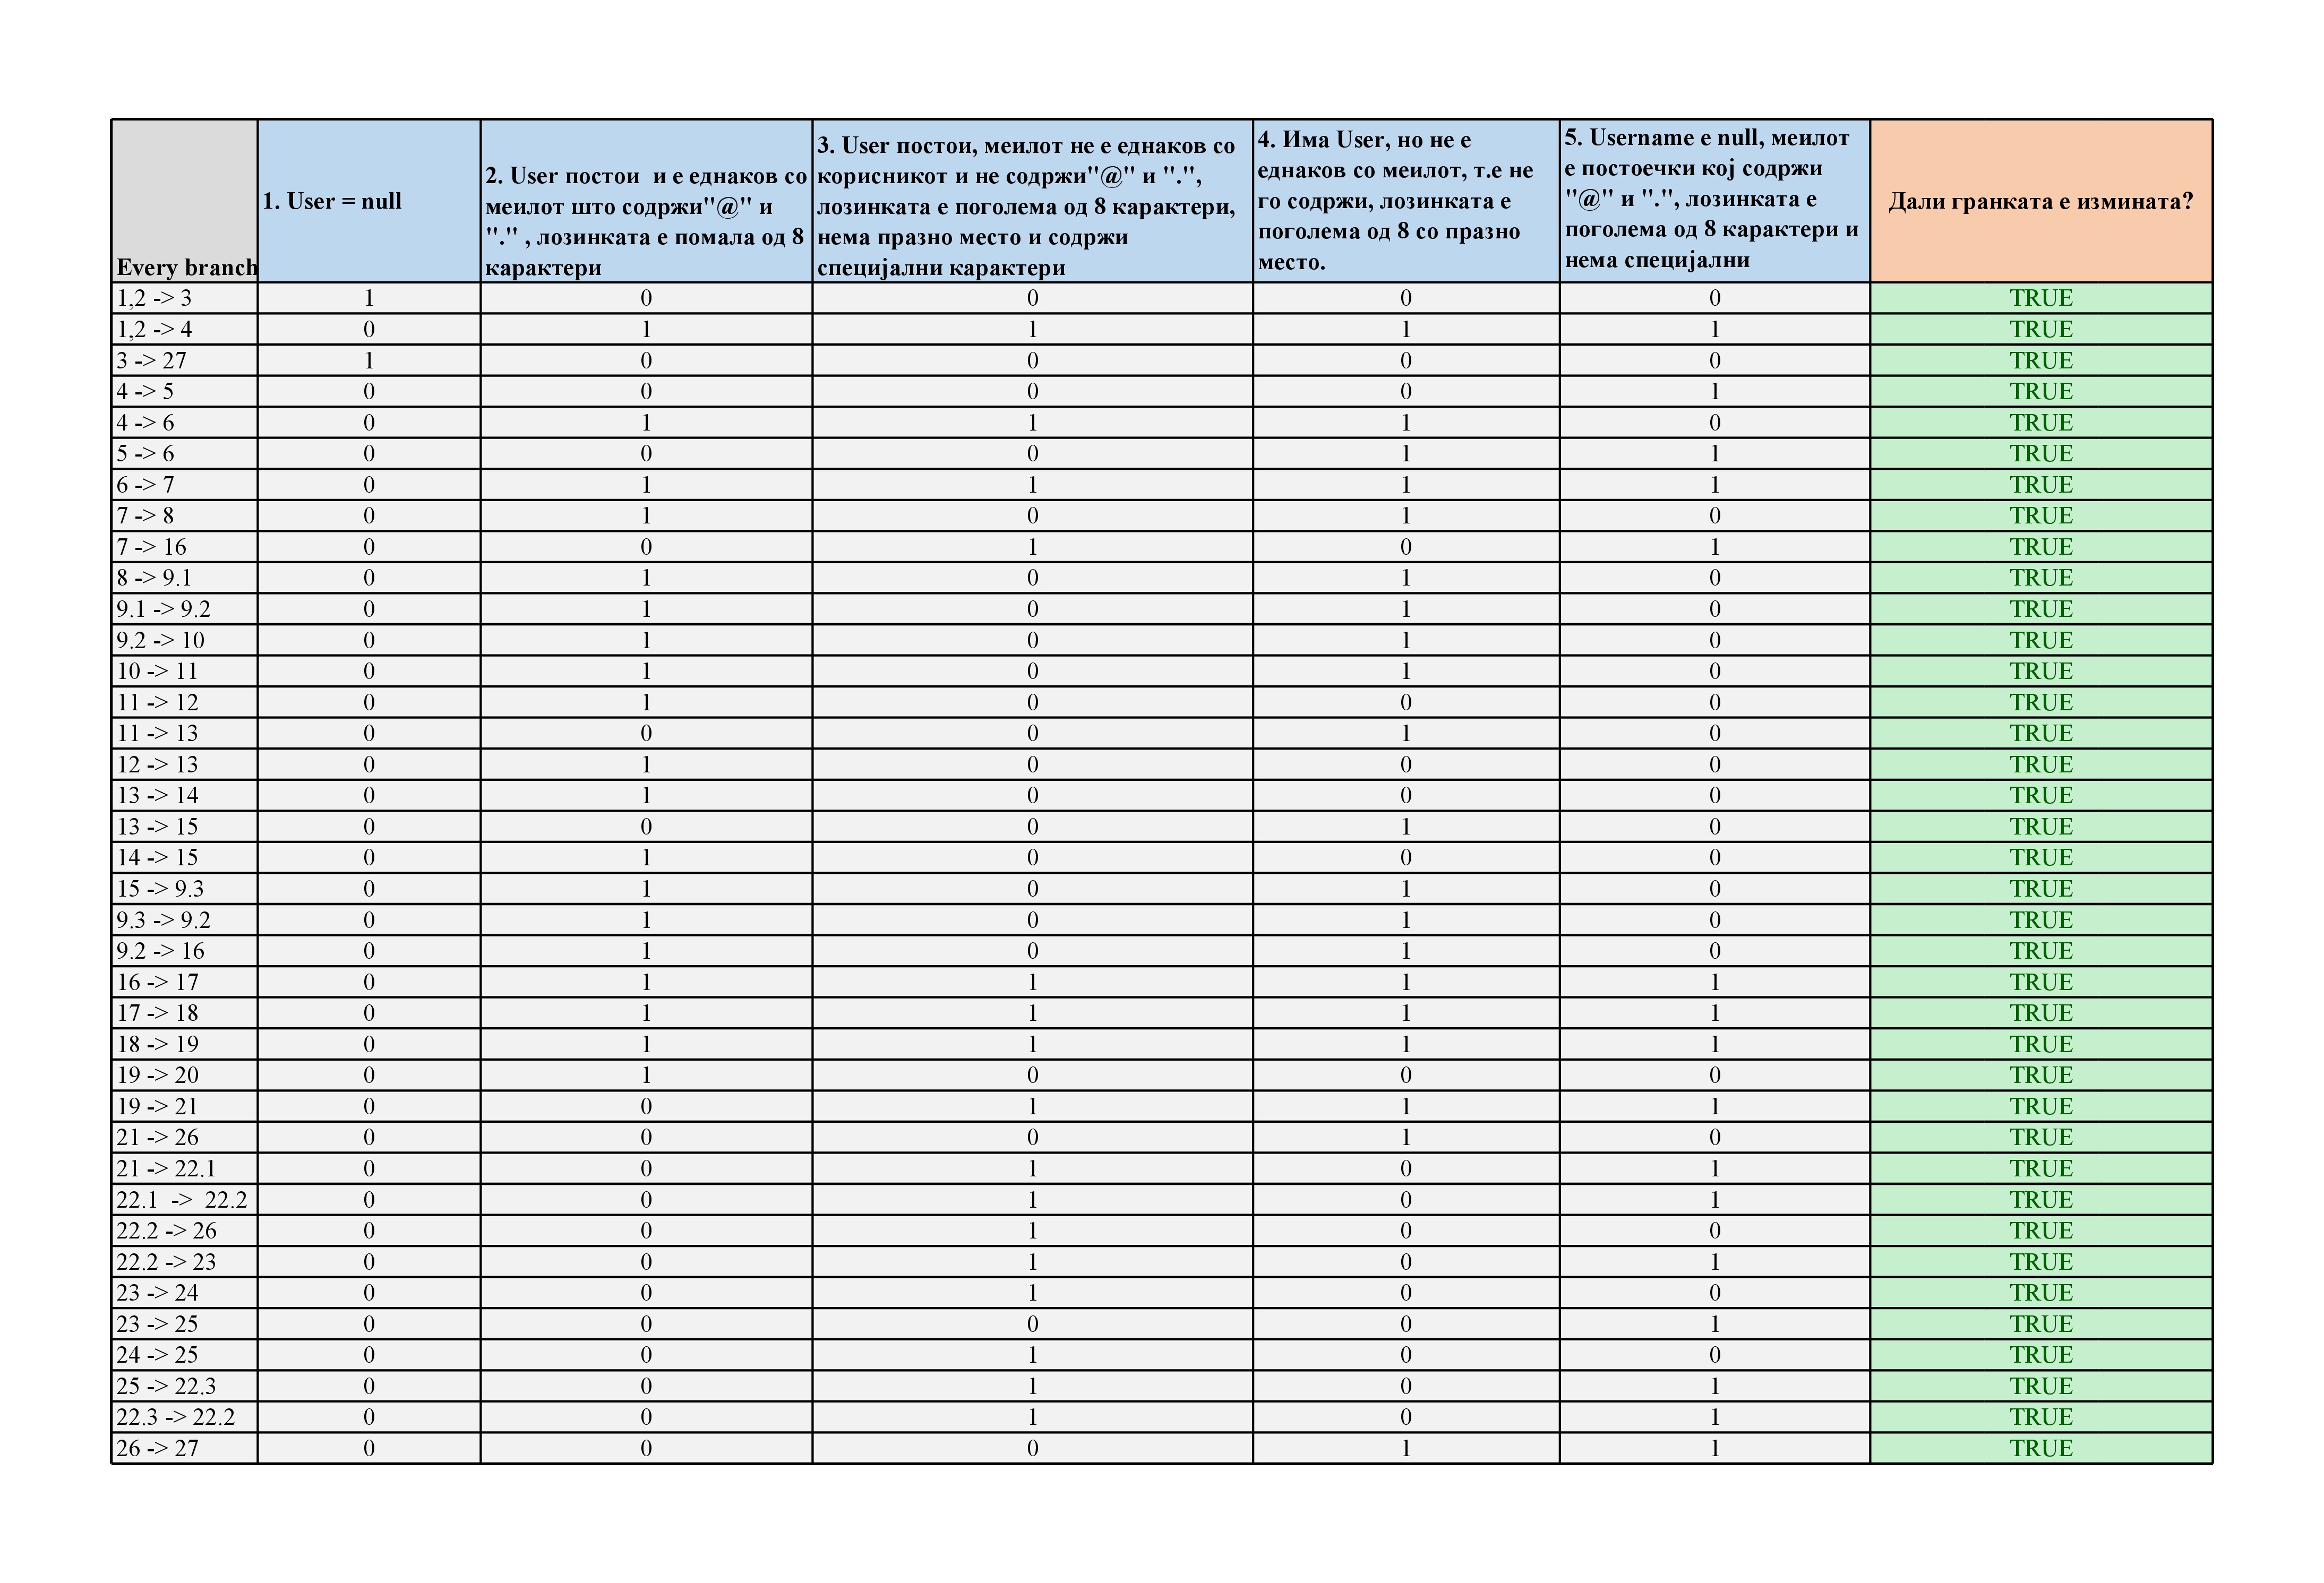 Every branch
1. User = null
2. User постои  и е еднаков со
меилот што содржи"@" и
"." , лозинката е помала од 8
карактери
3. User постои, меилот не е еднаков со
корисникот и не содржи"@" и ".",
лозинката е поголема од 8 карактери,
нема празно место и содржи
специјални карактери
4. Има User, но не е
еднаков со меилот, т.е не
го содржи, лозинката е
поголема од 8 со празно
место.
5. Username е null, меилот
е постоечки кој содржи
"@" и ".", лозинката е
поголема од 8 карактери и
нема специјални
Дали гранката е измината?
1,2 -> 3 1 0 0 0 0 TRUE
1,2 -> 4 0 1 1 1 1 TRUE
3 -> 27 1 0 0 0 0 TRUE
4 -> 5 0 0 0 0 1 TRUE
4 -> 6 0 1 1 1 0 TRUE
5 -> 6 0 0 0 1 1 TRUE
6 -> 7 0 1 1 1 1 TRUE
7 -> 8 0 1 0 1 0 TRUE
7 -> 16 0 0 1 0 1 TRUE
8 -> 9.1 0 1 0 1 0 TRUE
9.1 -> 9.2 0 1 0 1 0 TRUE
9.2 -> 10 0 1 0 1 0 TRUE
10 -> 11 0 1 0 1 0 TRUE
11 -> 12 0 1 0 0 0 TRUE
11 -> 13 0 0 0 1 0 TRUE
12 -> 13 0 1 0 0 0 TRUE
13 -> 14 0 1 0 0 0 TRUE
13 -> 15 0 0 0 1 0 TRUE
14 -> 15 0 1 0 0 0 TRUE
15 -> 9.3 0 1 0 1 0 TRUE
9.3 -> 9.2 0 1 0 1 0 TRUE
9.2 -> 16 0 1 0 1 0 TRUE
16 -> 17 0 1 1 1 1 TRUE
17 -> 18 0 1 1 1 1 TRUE
18 -> 19 0 1 1 1 1 TRUE
19 -> 20 0 1 0 0 0 TRUE
19 -> 21 0 0 1 1 1 TRUE
21 -> 26 0 0 0 1 0 TRUE
21 -> 22.1 0 0 1 0 1 TRUE
22.1  ->  22.2 0 0 1 0 1 TRUE
22.2 -> 26 0 0 1 0 0 TRUE
22.2 -> 23 0 0 1 0 1 TRUE
23 -> 24 0 0 1 0 0 TRUE
23 -> 25 0 0 0 0 1 TRUE
24 -> 25 0 0 1 0 0 TRUE
25 -> 22.3 0 0 1 0 1 TRUE
22.3 -> 22.2 0 0 1 0 1 TRUE
26 -> 27 0 0 0 1 1 TRUE